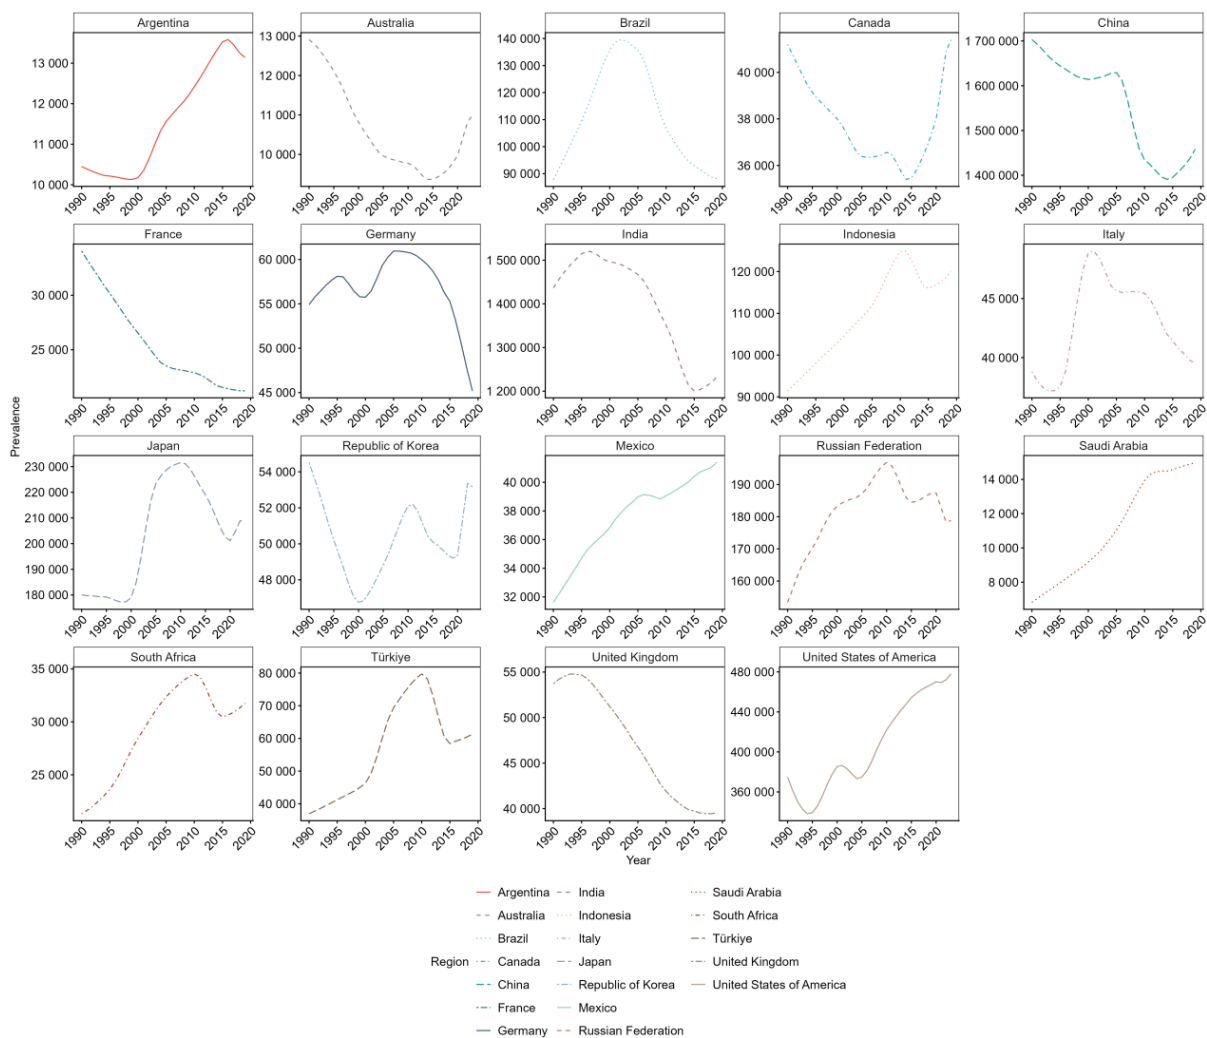 Argentina
Australia
Brazil
Canada
China
13 000
12 000
11 000
10 000
13 000
12 000
11 000
10 000
140 000
130 000
120 000
110 000
100 000
90 000
40 000
38 000
36 000
1 700 000
1 600 000
1 500 000
1 400 000
1990 1995 2000 2005 2010 2015 2020
1990 1995 2000 2005 2010 2015 2020
1990 1995 2000 2005 2010 2015 2020
1990 1995 2000 2005 2010 2015 2020
1990 1995 2000 2005 2010 2015 2020
France
Germany
India
Indonesia
Italy
30 000
25 000
60 000
55 000
50 000
45 000
1 500 000
1 400 000
1 300 000
1 200 000
120 000
110 000
100 000
90 000
45 000
40 000
1990 1995 2000 2005 2010 2015 2020
1990 1995 2000 2005 2010 2015 2020
1990 1995 2000 2005 2010 2015 2020
1990 1995 2000 2005 2010 2015 2020
1990 1995 2000 2005 2010 2015 2020
Prevalence
Japan
Republic of Korea
Mexico
Russian Federation
Saudi Arabia
230 000
220 000
210 000
200 000
190 000
180 000
54 000
52 000
50 000
48 000
40 000
38 000
36 000
34 000
32 000
190 000
180 000
170 000
160 000
14 000
12 000
10 000
8 000
1990 1995 2000 2005 2010 2015 2020
1990 1995 2000 2005 2010 2015 2020
1990 1995 2000 2005 2010 2015 2020
1990 1995 2000 2005 2010 2015 2020
1990 1995 2000 2005 2010 2015 2020
South Africa
Türkiye
United Kingdom
United States of America
35 000
30 000
25 000
80 000
70 000
60 000
50 000
40 000
55 000
50 000
45 000
40 000
480 000
440 000
400 000
360 000
1990 1995 2000 2005 2010 2015 2020
1990 1995 2000 2005 2010 2015 2020
1990 1995 2000 2005 2010 2015 2020
1990 1995 2000 2005 2010 2015 2020
Year
Region
Argentina
Australia
Brazil
Canada
China
France
Germany
India
Indonesia
Italy
Japan
Republic of Korea
Mexico
Russian Federation
Saudi Arabia
South Africa
Türkiye
United Kingdom
United States of America